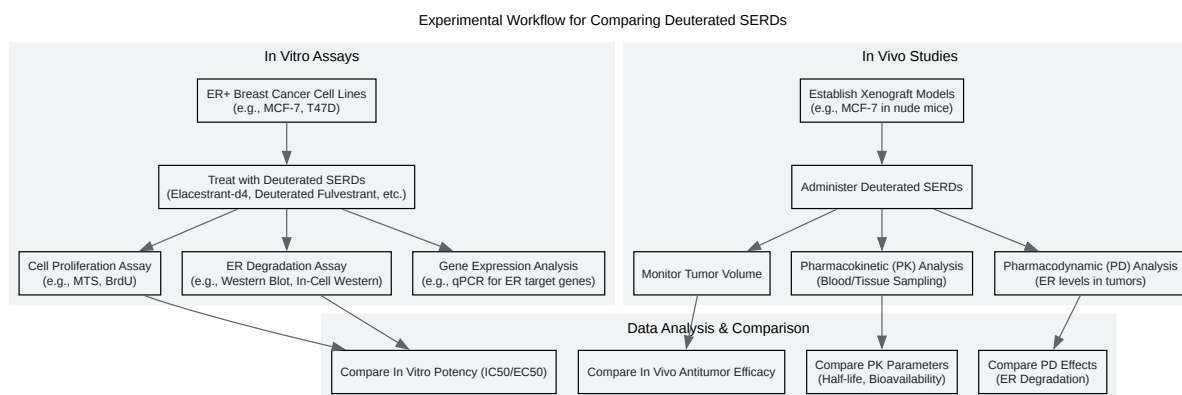 Experimental Workflow for Comparing Deuterated SERDs
In Vitro Assays
ER+ Breast Cancer Cell Lines
(e.g., MCF-7, T47D)
Treat with Deuterated SERDs
(Elacestrant-d4, Deuterated Fulvestrant, etc.)
Cell Proliferation Assay
(e.g., MTS, BrdU)
ER Degradation Assay
(e.g., Western Blot, In-Cell Western)
Gene Expression Analysis
(e.g., qPCR for ER target genes)
In Vivo Studies
Establish Xenograft Models
(e.g., MCF-7 in nude mice)
Administer Deuterated SERDs
Monitor Tumor Volume
Pharmacokinetic (PK) Analysis
(Blood/Tissue Sampling)
Pharmacodynamic (PD) Analysis
(ER levels in tumors)
Data Analysis & Comparison
Compare In Vitro Potency (IC50/EC50)
Compare In Vivo Antitumor Efficacy
Compare PK Parameters
(Half-life, Bioavailability)
Compare PD Effects
(ER Degradation)